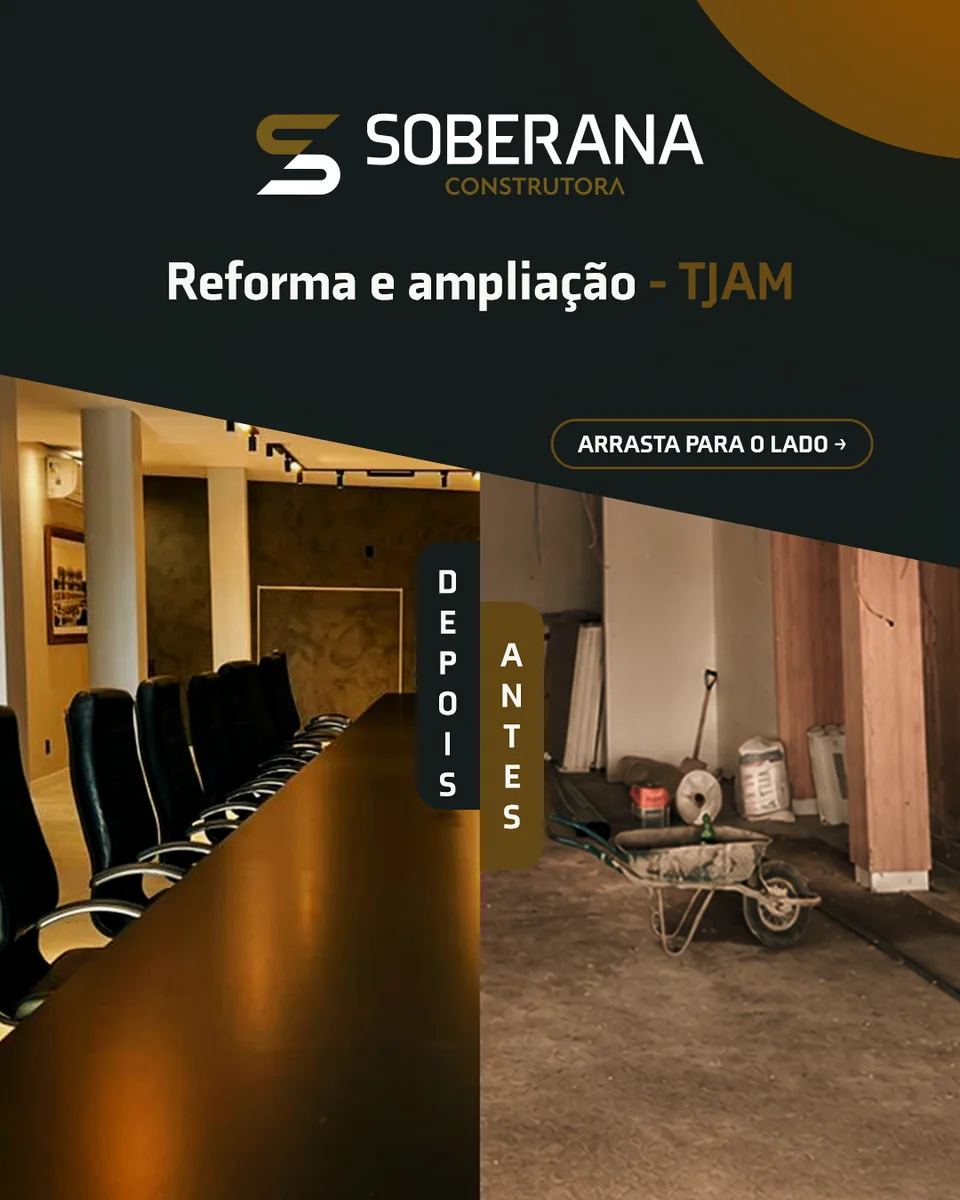 SOBERANA
CONSTRUTORA
Reforma e ampliação - TJAM
ARRASTA PARA O LADO →
DEPOIS
ANTES